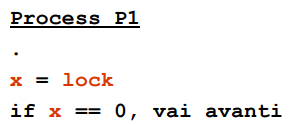 Process P1
.
x = lock
if x == 0, vai avanti